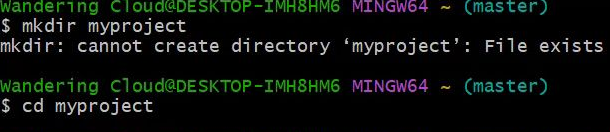 Wandering Cloud@DESKTOP-IMH8HM6 MINGW64 ~ (master)
$ mkdir myproject
mkdir: cannot create directory ‘myproject’: File exists
Wandering Cloud@DESKTOP-IMH8HM6 MINGW64 ~ (master)
$ cd myproject